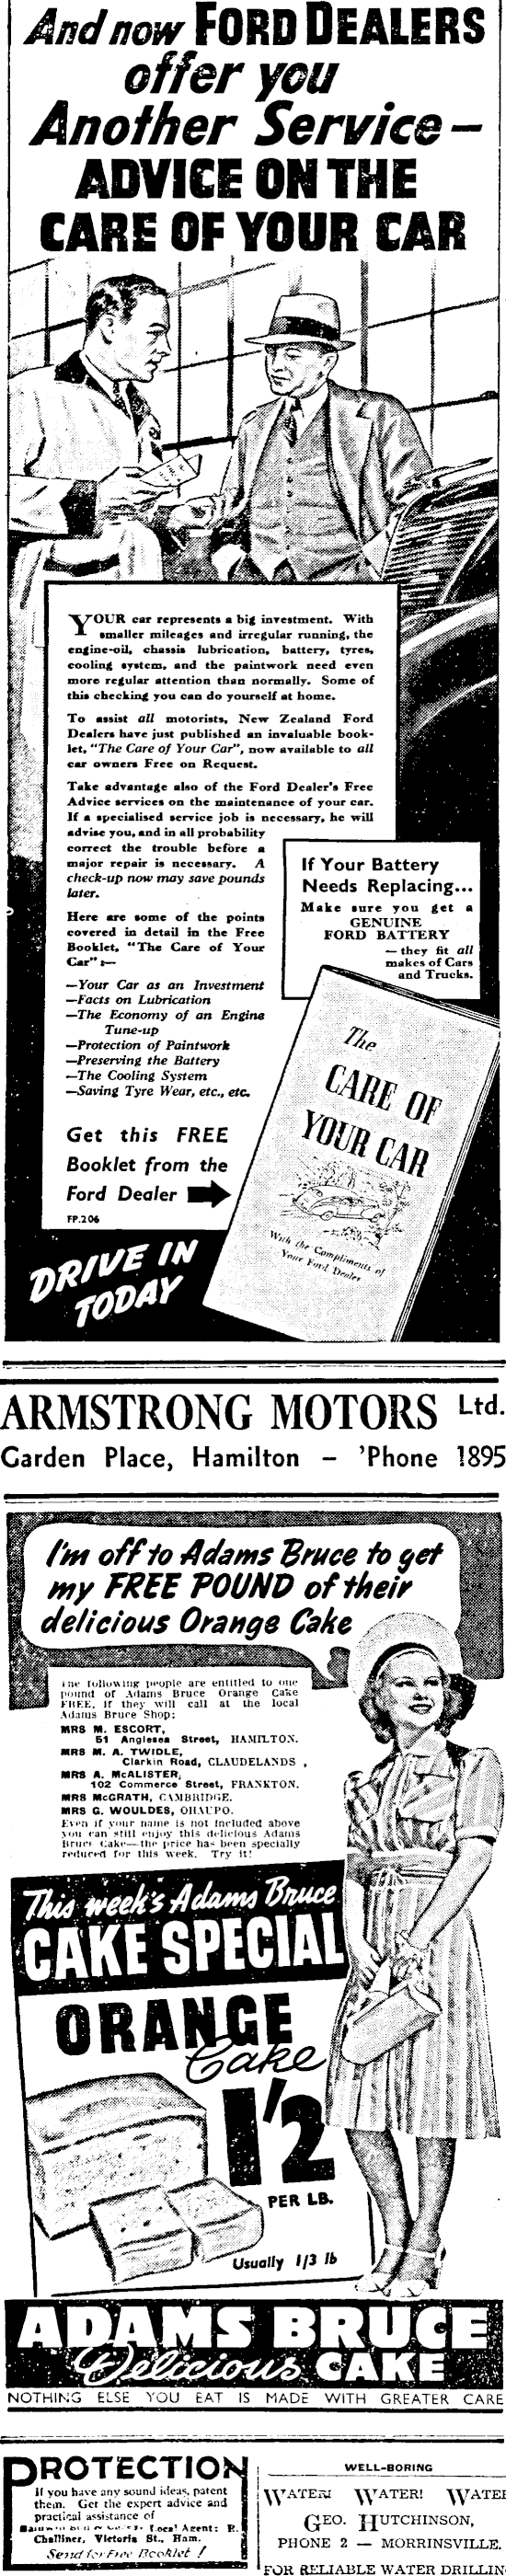 And now FORD DEALERS
offer you
Another Service—
ADVICE ON THE
CARE OF YOUR CAR
YOUR car represents a big investment. With
smaller mileages and irregular running, the
engine-oil, chassis lubrication, battery, tyres,
cooling system, and the paintwork need even
more regular attention than normally. Some of
this checking you can do yourself at home.
To assist all motorists, New Zealand Ford
Dealers have just published an invaluable book-
let, "The Care of Your Car", now available to all
car owners Free on Request.
Take advantage also of the Ford Dealer's Free
Advice services on the maintenance of your car.
If a specialised service job is necessary, he will
advise you, and in all probability
correct the trouble before a
major repair is necessary. A
check-up now may save pounds
later.
Here are some of the points
covered in detail in the Free
Booklet, "The Care of Your
Car" :—
—Your Car as an Investment
—Facts on Lubrication
—The Economy of an Engine
Tune-up
—Protection of Paintwork
—Preserving the Battery
—The Cooling System
—Saving Tyre Wear, etc., etc.
Get this FREE
Booklet from the
Ford Dealer
FP.206
If Your Battery
Needs Replacing...
Make sure you get a
GENUINE
FORD BATTERY
— they fit all
makes of Cars
and Trucks.
The
CARE OF
YOUR CAR
With the Compliments of
Your Ford Dealer
DRIVE IN
TODAY
ARMSTRONG MOTORS Ltd.
Garden Place, Hamilton – 'Phone 1895
I'm off to Adams Bruce to get
my FREE POUND of their
delicious Orange Cake
The following people are entitled to one
pound of Adams Bruce Orange Cake
FREE, if they will call at the local
Adams Bruce Shop:
MRS M. ESCORT,
51 Anglesea Street, HAMILTON.
MRS M. A. TWIDLE,
Clarkin Road, CLAUDELANDS ,
MRS A. McALISTER,
102 Commerce Street, FRANKTON.
MRS McGRATH, CAMBRIDGE.
MRS G. WOULDES, OHAUPO.
Even if your name is not included above
you can still enjoy this delicious Adams
Bruce Cake—the price has been specially
reduced for this week. Try it!
This week's Adams Bruce
CAKE SPECIAL
ORANGE
Cake
1'2
PER LB.
Usually 1/3 lb
ADAMS BRUCE
Delicious CAKE
NOTHING ELSE YOU EAT IS MADE WITH GREATER CARE
PROTECTION
If you have any sound ideas, patent
them. Get the expert advice and
practical assistance of
Local Agent: R.
Challiner, Victoria St., Ham.
Send for Free Booklet !
WELL-BORING
WATER! WATER! WATE
GEO. HUTCHINSON,
PHONE 2 — MORRINSVILLE.
FOR RELIABLE WATER DRILLIN